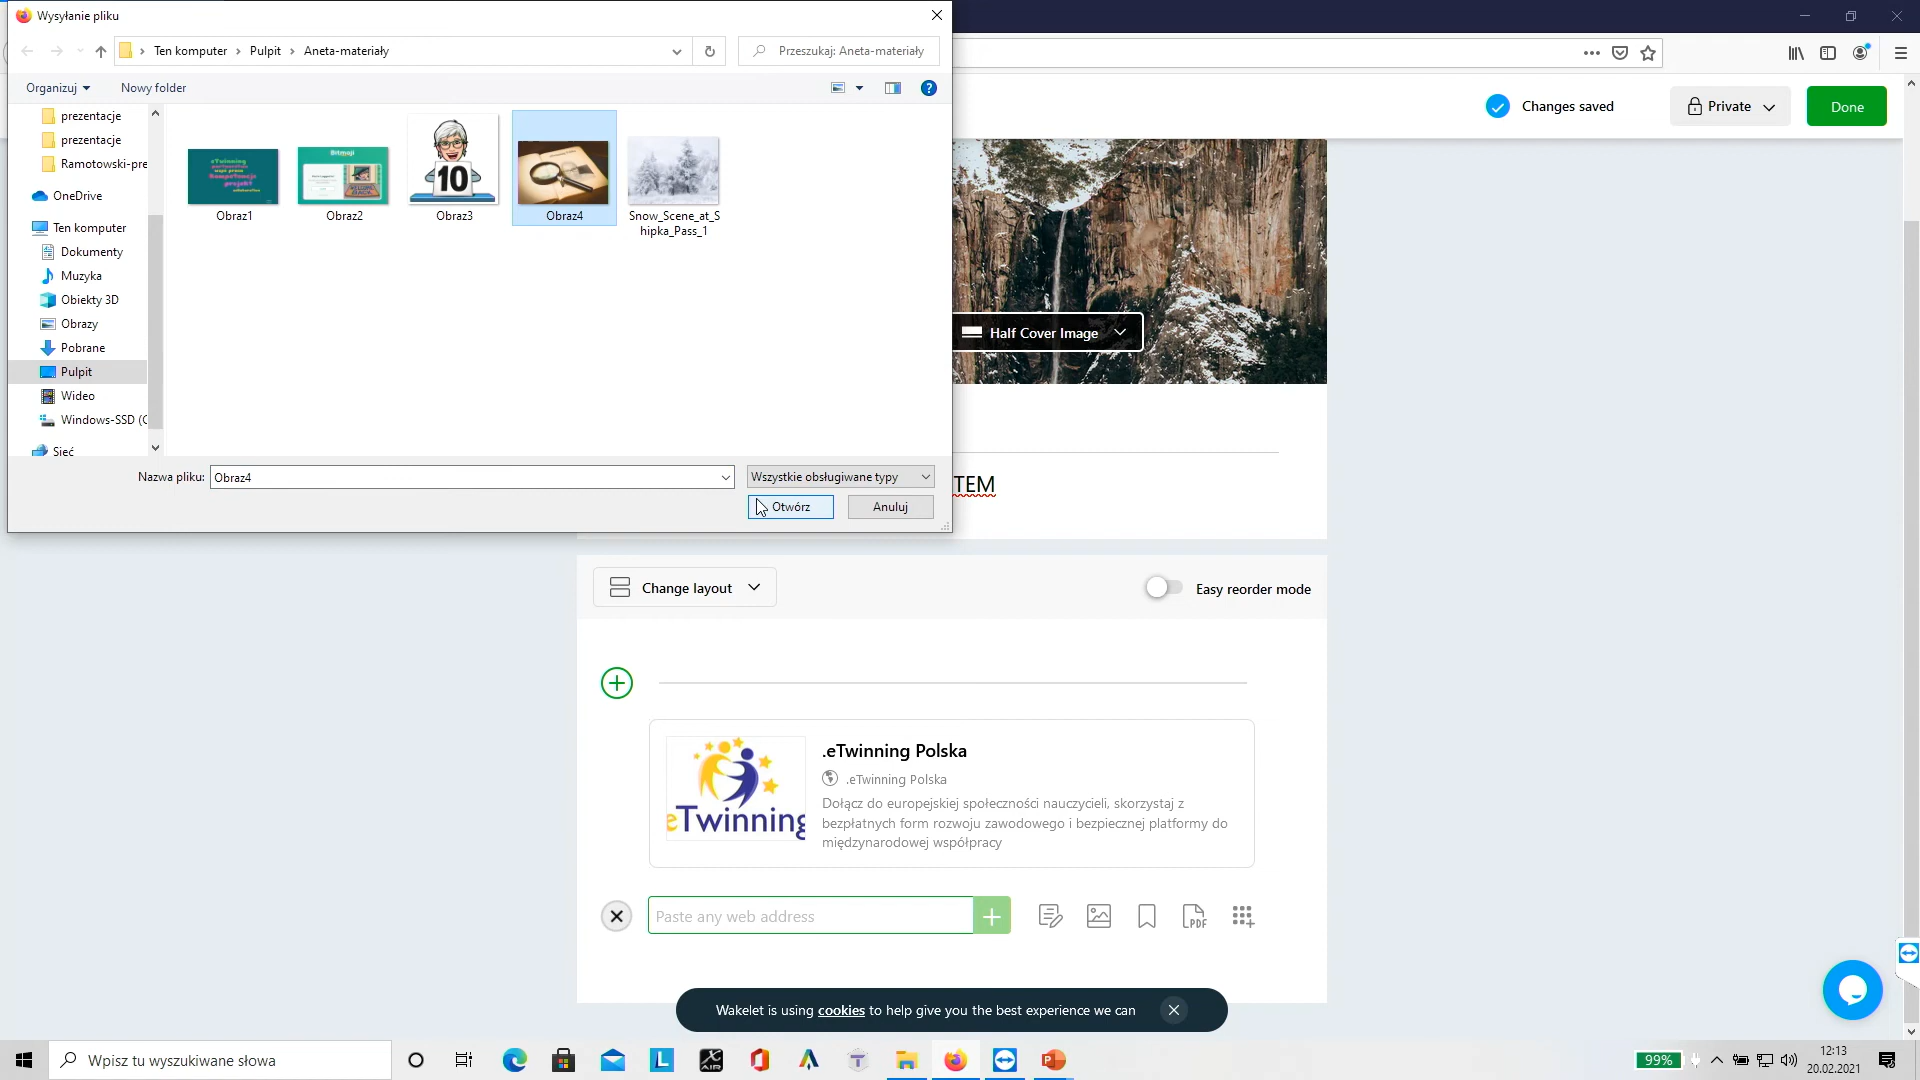 Wysyłanie pliku
Ten komputer
Pulpit
Aneta-materiały
Przeszukaj: Aneta-materiały
Organizuj
Nowy folder
prezentacje
prezentacje
Ramotowski-pre
OneDrive
Ten komputer
Dokumenty
Muzyka
Obiekty 3D
Obrazy
Pobrane
Pulpit
Wideo
Windows-SSD (C
Sieć
Bitmoji
10
Obraz1
Obraz2
Obraz3
Obraz4
Snow_Scene_at_S
hipka_Pass_1
Nazwa pliku:
Obraz4
Wszystkie obsługiwane typy
Otwórz
Anuluj
Changes saved
Private
Done
Half Cover Image
TEM
Change layout
Easy reorder mode
.eTwinning Polska
.eTwinning Polska
Dołącz do europejskiej społeczności nauczycieli, skorzystaj z
bezpłatnych form rozwoju zawodowego i bezpiecznej platformy do
międzynarodowej współpracy
eTwinning
Paste any web address
PDF
Wakelet is using cookies to help give you the best experience we can
Wpisz tu wyszukiwane słowa
99%
12:13
20.02.2021